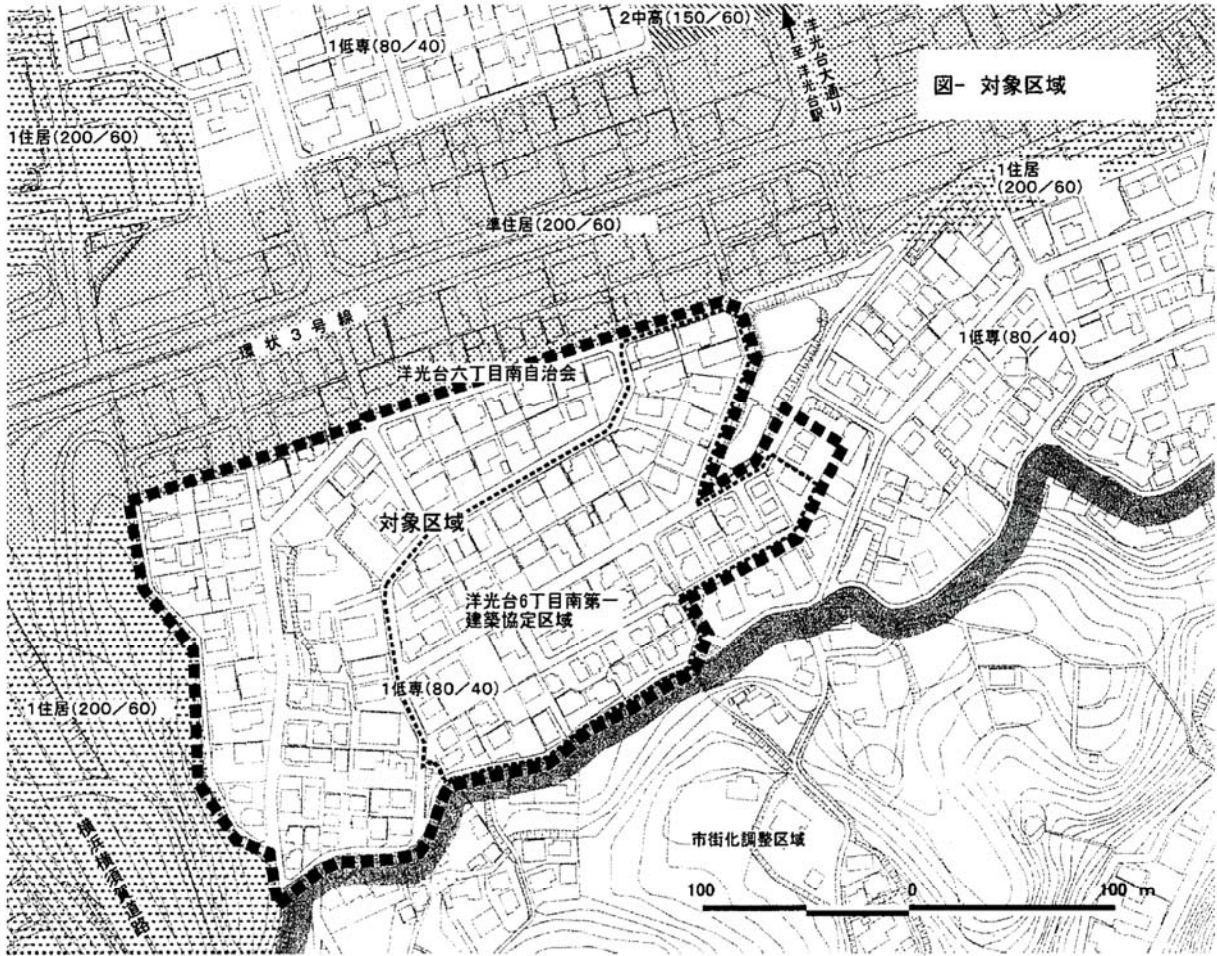 2中高(150/60)
1低専(80/40)
洋光台大通り
至 洋光台駅
図- 対象区域
1住居(200/60)
1住居
(200/60)
準住居(200/60)
環状3号線
1低専(80/40)
洋光台六丁目南自治会
対象区域
洋光台6丁目南第一
建築協定区域
1低専(80/40)
1住居(200/60)
横浜横須賀道路
市街化調整区域
100 0 100 m